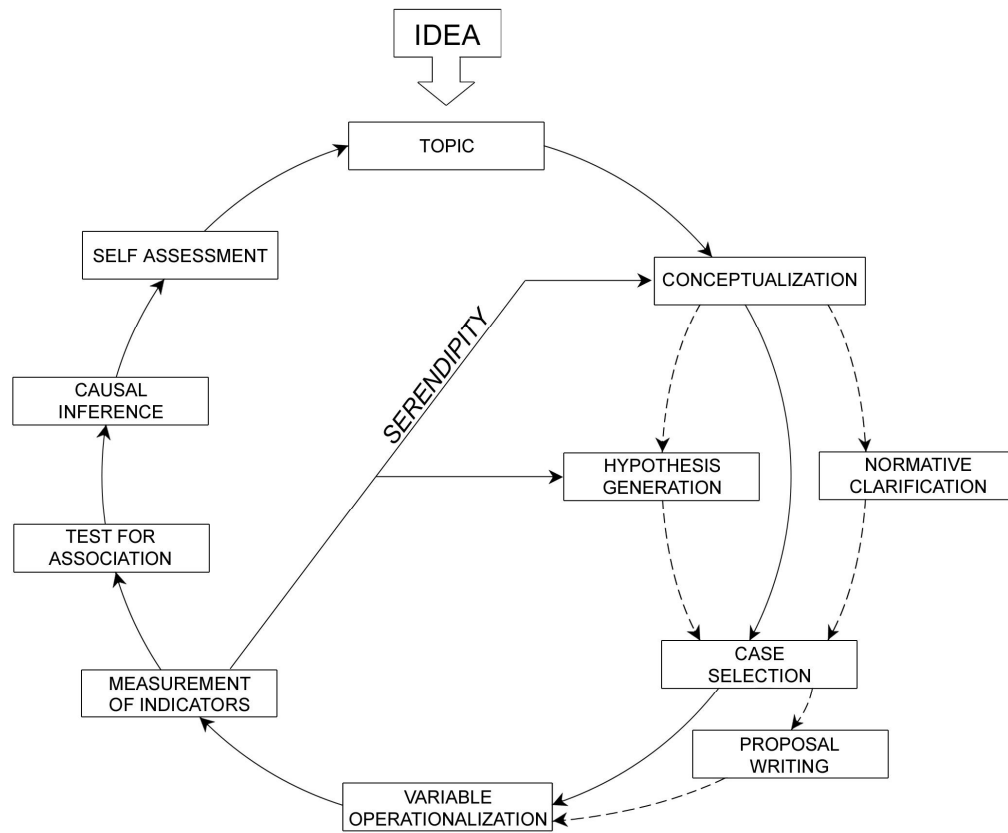 IDEA
TOPIC
SELF ASSESSMENT
CONCEPTUALIZATION
SERENDIPITY
CAUSAL
INFERENCE
HYPOTHESIS
GENERATION
NORMATIVE
CLARIFICATION
TEST FOR
ASSOCIATION
CASE
SELECTION
MEASUREMENT
OF INDICATORS
PROPOSAL
WRITING
VARIABLE
OPERATIONALIZATION